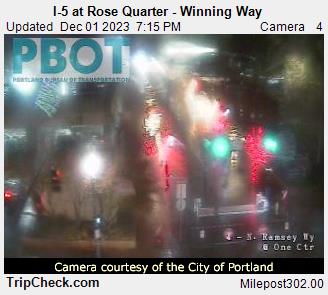 I-5 at Rose Quarter - Winning Way
Updated Dec 01 2023 7:15 PM Camera 4
PBOT
PORTLAND BUREAU OF TRANSPORTATION
4 - N. Ramsey Wy
@ One Ctr
Camera courtesy of the City of Portland
TripCheck.com Milepost302.00